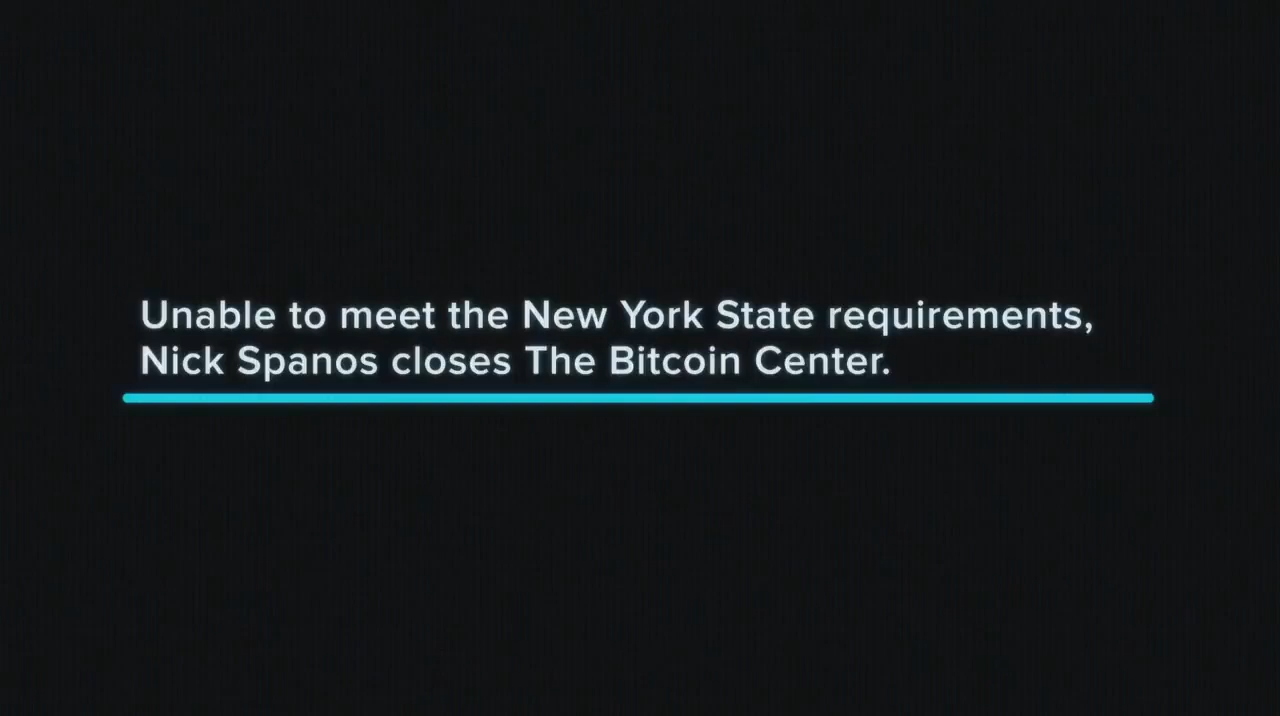 Unable to meet the New York State requirements,
Nick Spanos closes The Bitcoin Center.